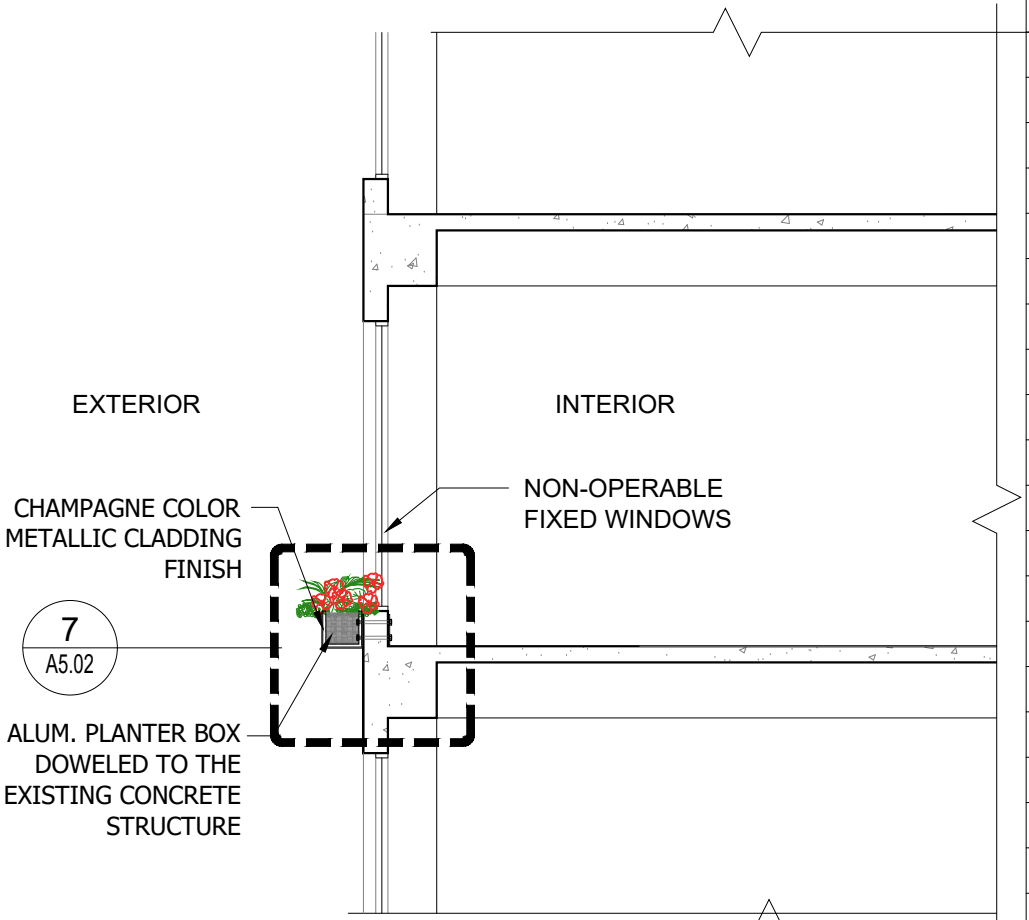 EXTERIOR
INTERIOR
CHAMPAGNE COLOR
METALLIC CLADDING
FINISH
NON-OPERABLE
FIXED WINDOWS
7
A5.02
ALUM. PLANTER BOX
DOWELED TO THE
EXISTING CONCRETE
STRUCTURE